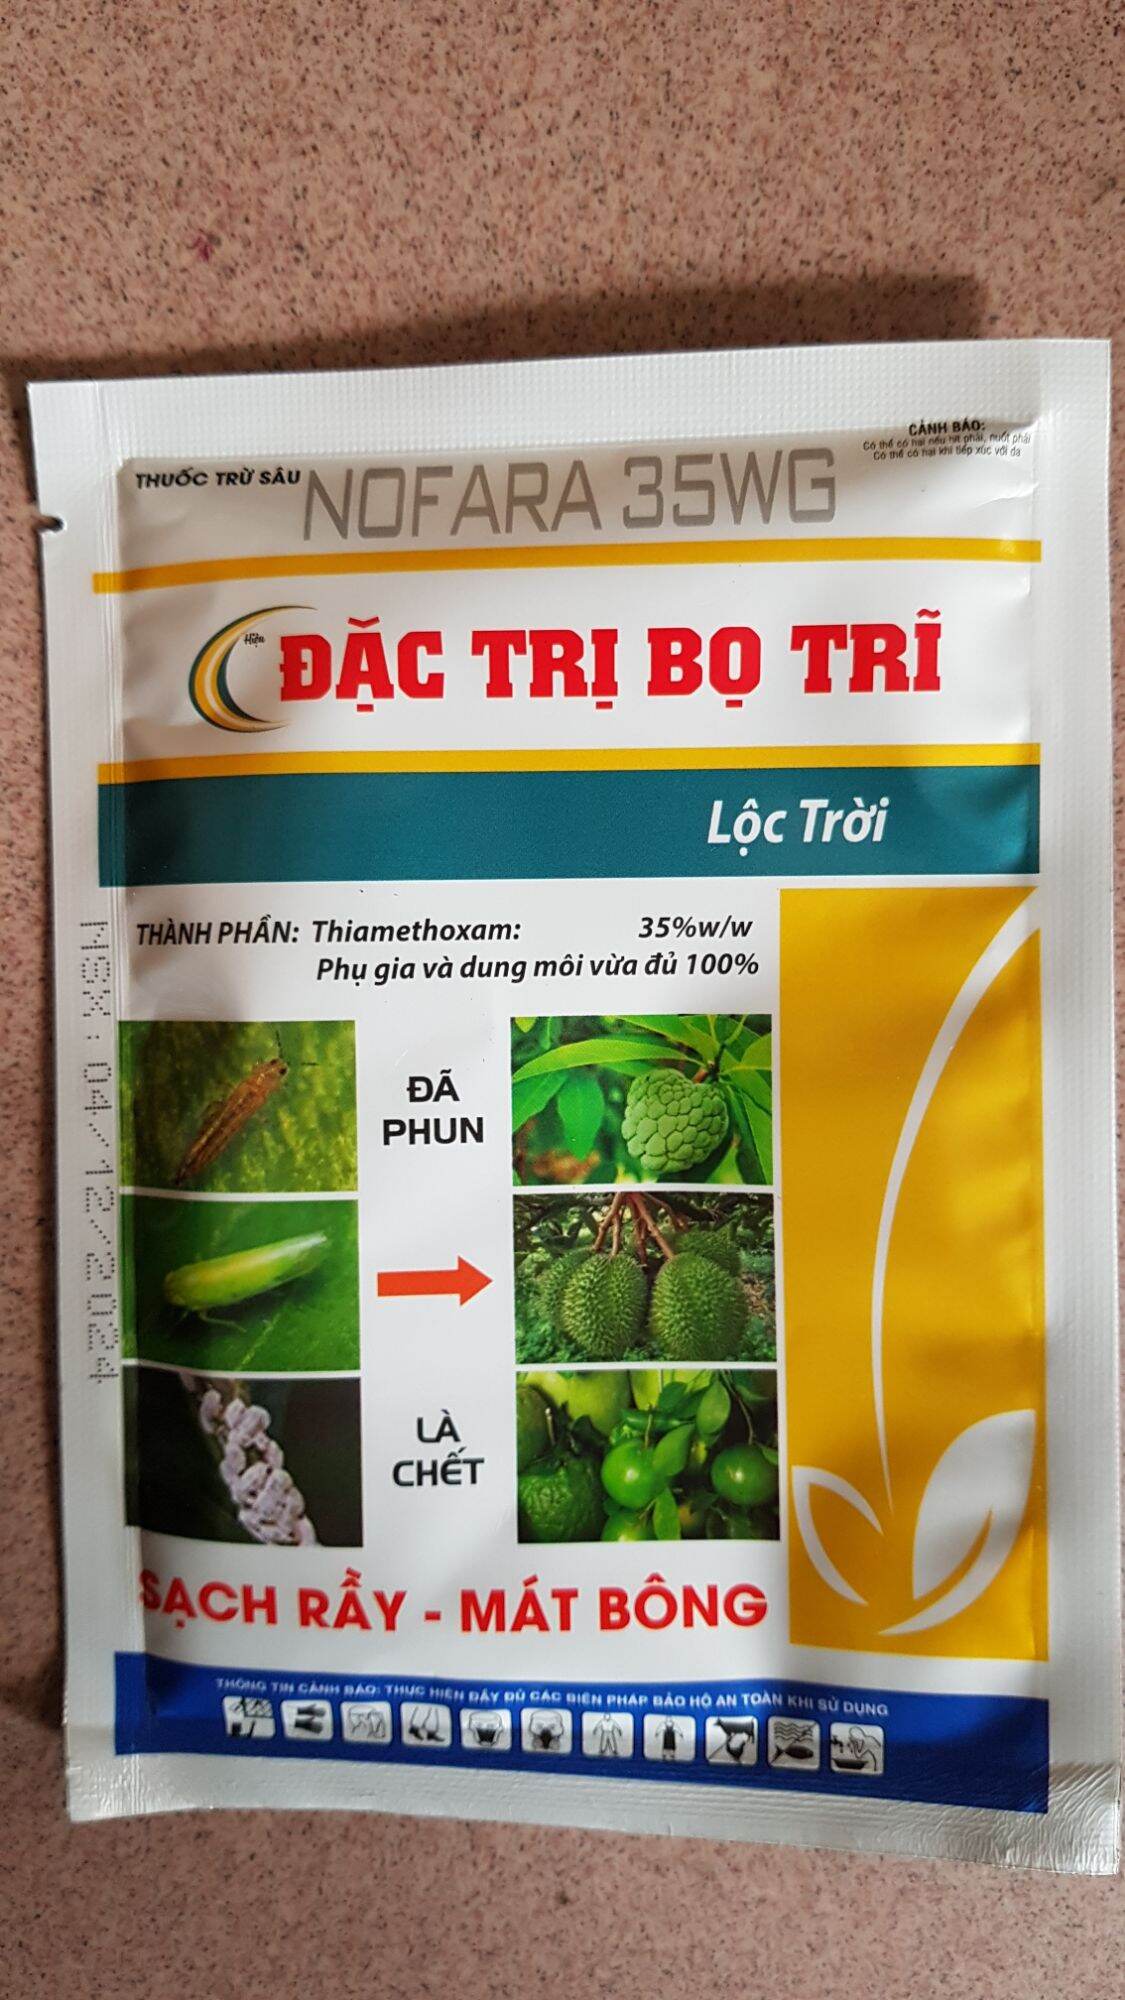 CẢNH BÁO:
Có thể có hại nếu hít phải, nuốt phải
Có thể có hại khi tiếp xúc với da
THUỐC TRỪ SÂU NOFARA 35WG
Hiệu
ĐẶC TRỊ BỌ TRĨ
Lộc Trời
THÀNH PHẦN: Thiamethoxam: 35%w/w
Phụ gia và dung môi vừa đủ 100%
NSX: 04/12/2024
ĐÃ
PHUN
LÀ
CHẾT
SẠCH RẦY - MÁT BÔNG
THÔNG TIN CẢNH BÁO: THỰC HIỆN ĐẦY ĐỦ CÁC BIỆN PHÁP BẢO HỘ AN TOÀN KHI SỬ DỤNG